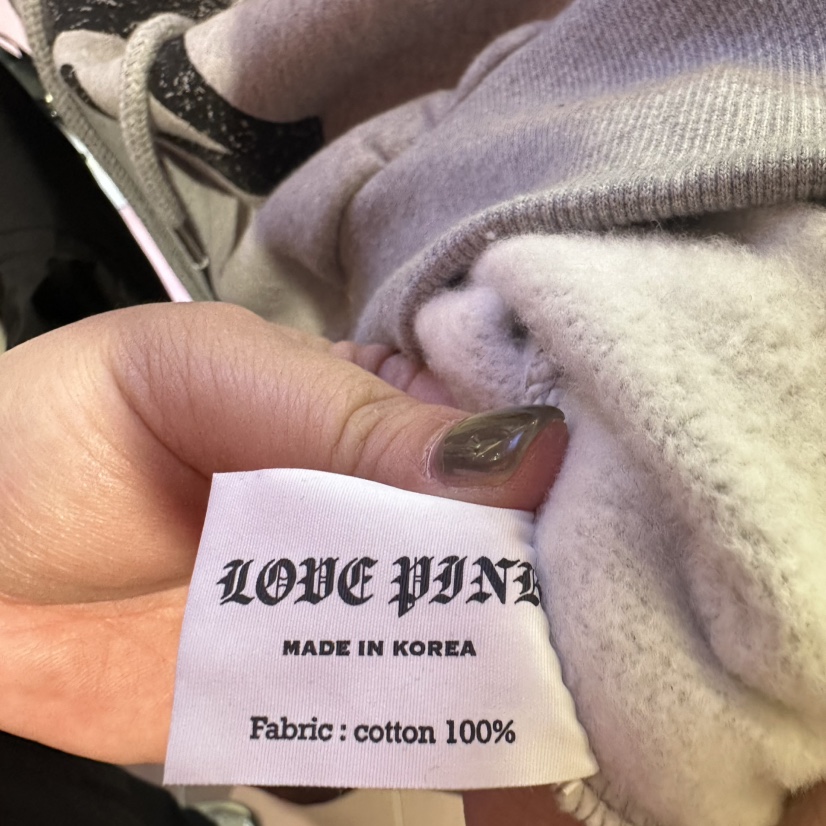 LOVE PINK
MADE IN KOREA
Fabric : cotton 100%